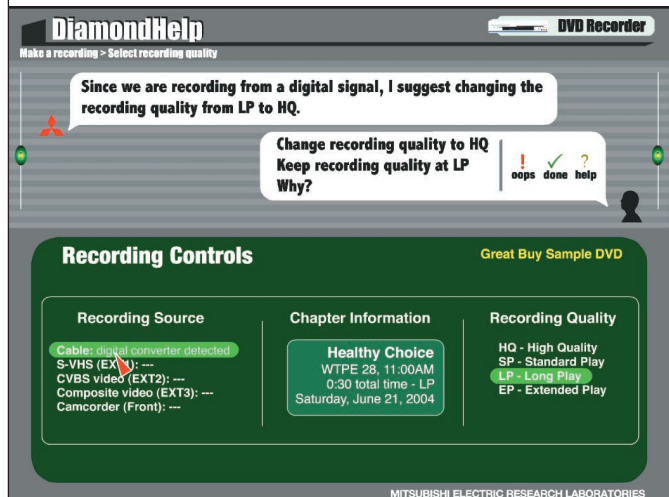 DiamondHelp
DVD Recorder
Make a recording > Select recording quality
Since we are recording from a digital signal, I suggest changing the
recording quality from LP to HQ.
Change recording quality to HQ
Keep recording quality at LP
Why?
! ✓ ?
oops done help
Recording Controls
Great Buy Sample DVD
Recording Source
Cable: digital converter detected
S-VHS (EXT1): ---
CVBS video (EXT2): ---
Composite video (EXT3): ---
Camcorder (Front): ---
Chapter Information
Healthy Choice
WTPE 28, 11:00AM
0:30 total time - LP
Saturday, June 21, 2004
Recording Quality
HQ - High Quality
SP - Standard Play
LP - Long Play
EP - Extended Play
MITSUBISHI ELECTRIC RESEARCH LABORATORIES